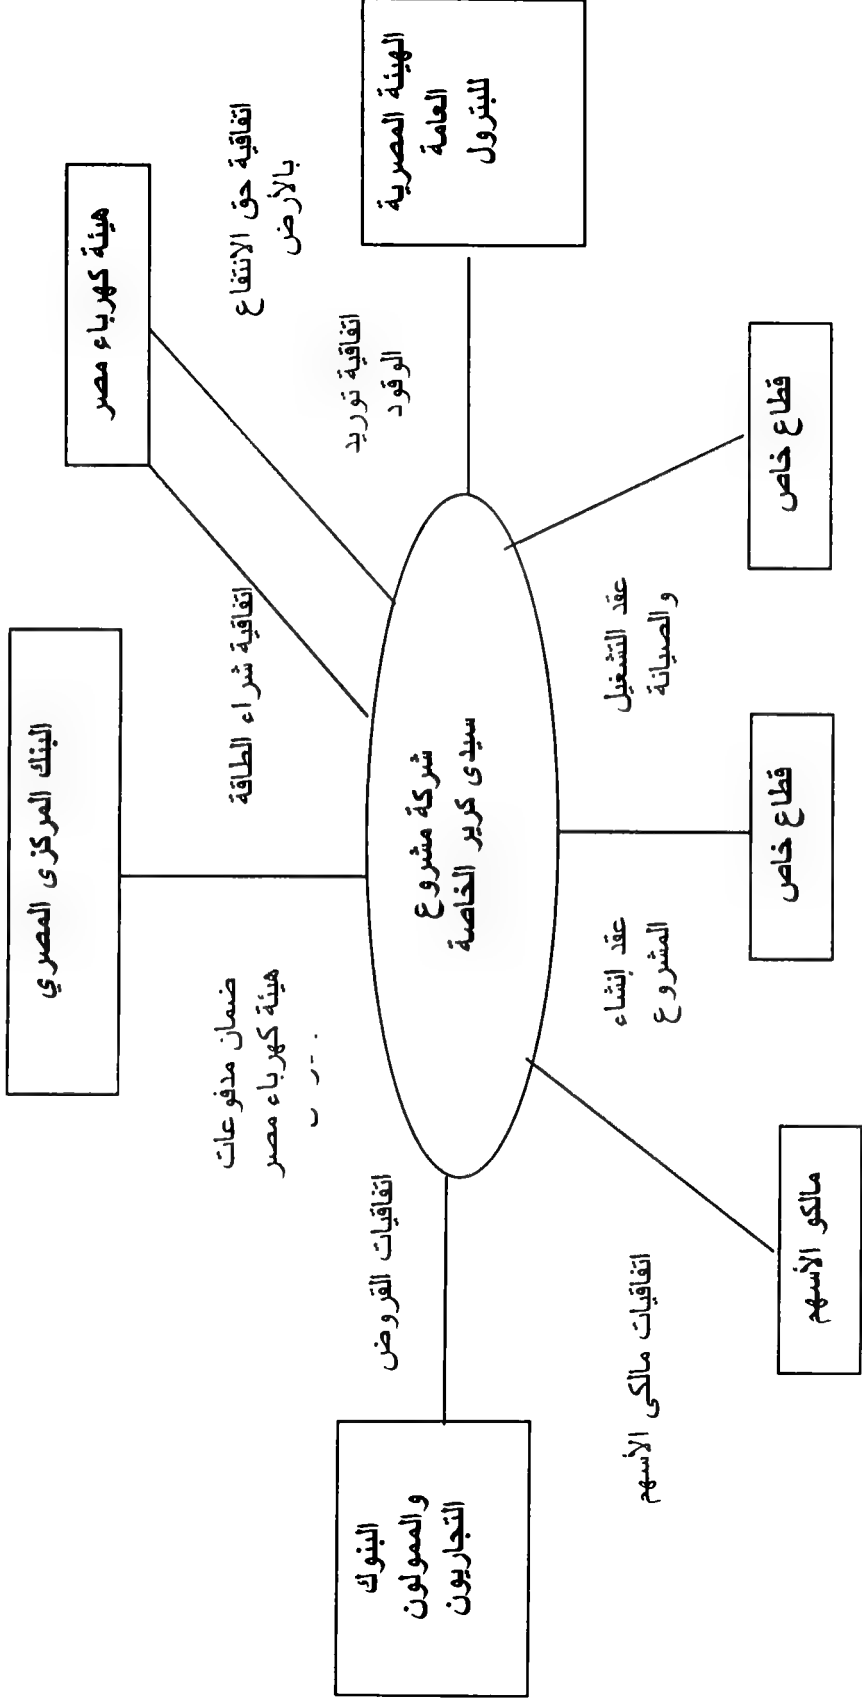 هيئة كهرباء مصر
البنك المركزى المصري
اتفاقية حق الانتفاع
بالأرض
اتفاقية شراء الطاقة
ضمان مدفوعات
هيئة كهرباء مصر
الهيئة المصرية
العامة
للبترول
اتفاقية توريد
الوقود
شركة مشروع
سيدى كرير الخاصة
اتفاقيات القروض
البنوك
والممولون
التجاريون
عقد التشغيل
والصيانة
عقد إنشاء
المشروع
اتفاقيات مالكى الأسهم
قطاع خاص
قطاع خاص
مالكو الأسهم